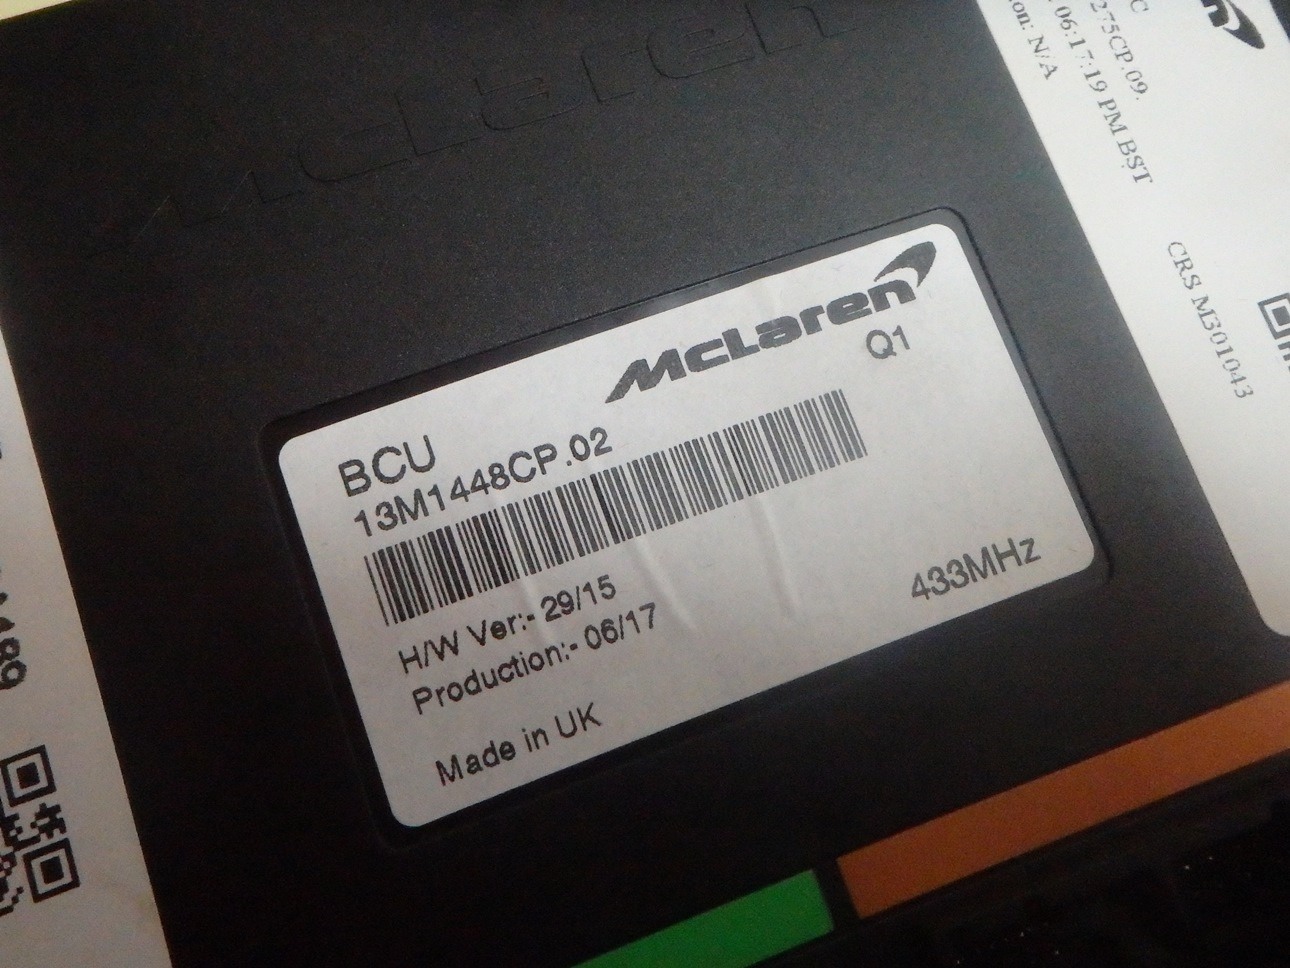 McLaren
McLaren
Q1
BCU
13M1448CP.02
H/W Ver:- 29/15
Production:- 06/17
433MHz
Made in UK
275CP.09.
06:17:19 PM BST
N/A
CRS M301043